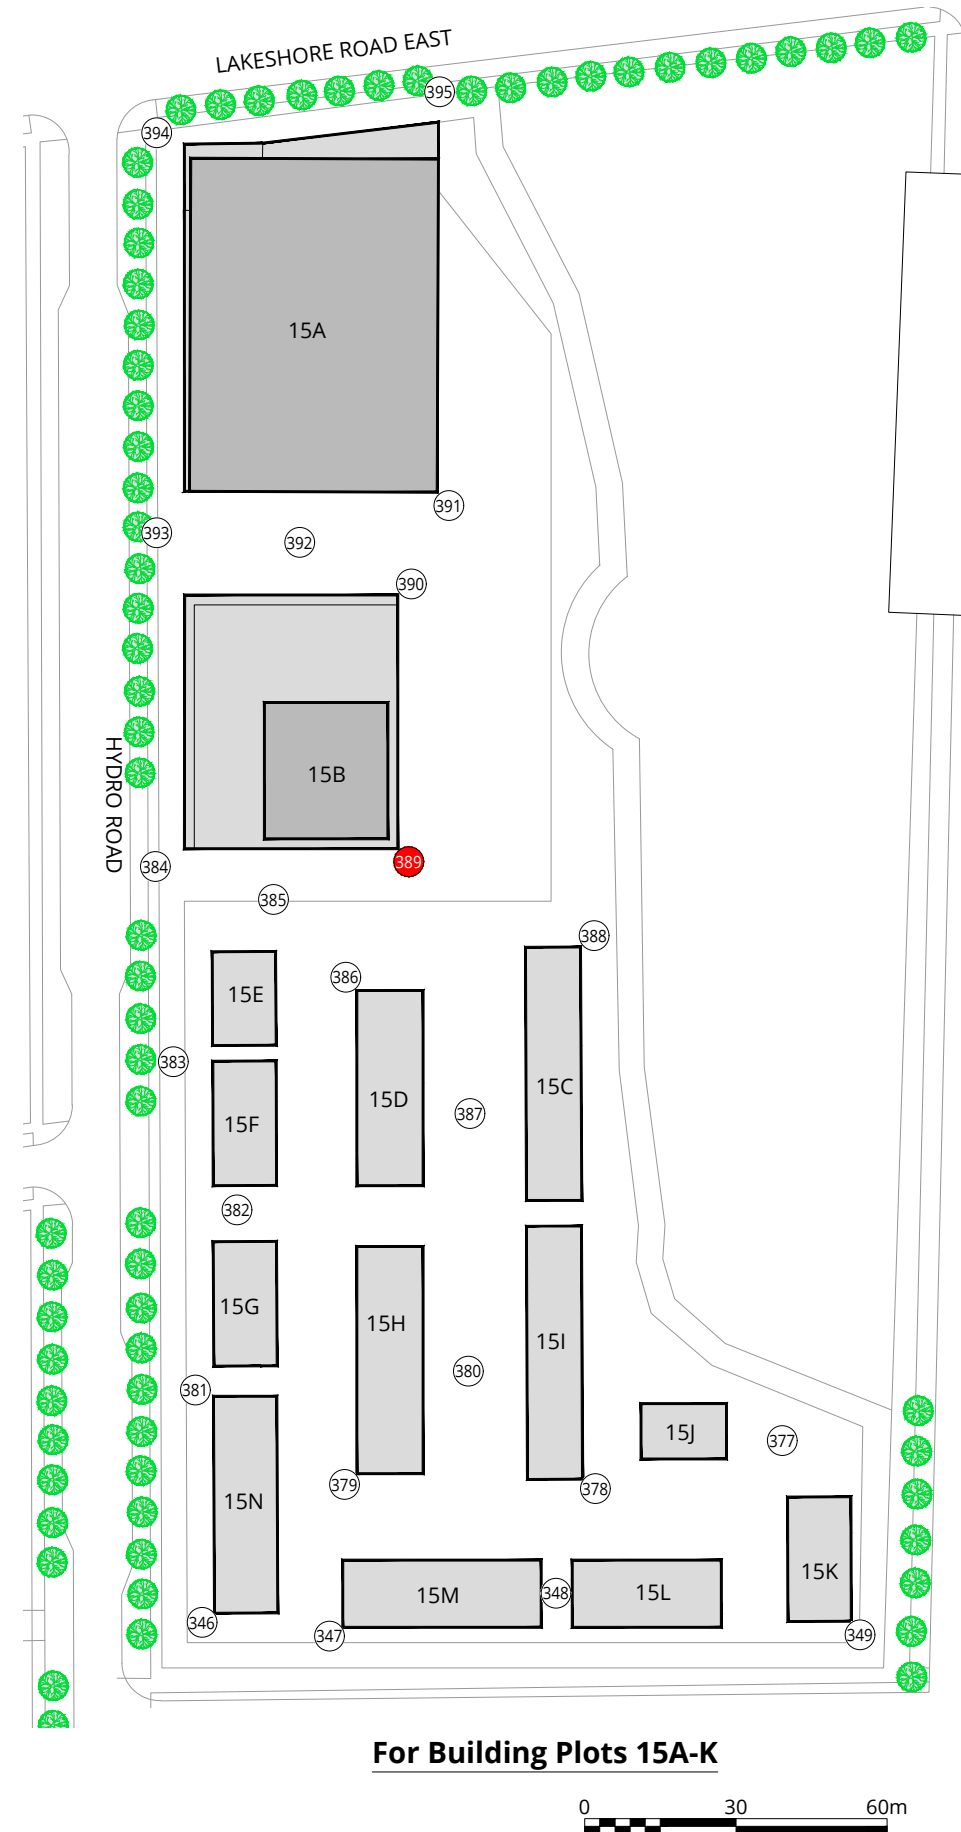 LAKESHORE ROAD EAST
395
394
15A
391
393
392
390
15B
HYDRO ROAD
389
384
385
388
386
15E
383
15D
15C
387
15F
382
15G
15H
15I
380
381
15J
377
379
378
15N
15K
15M
348
15L
346
347
349
For Building Plots 15A-K
0 30 60m